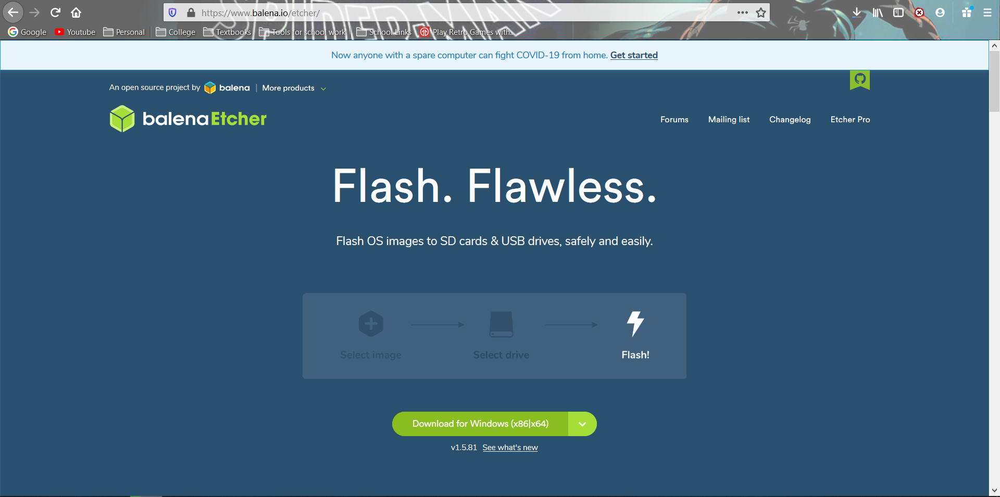 https://www.balena.io/etcher/
Google Youtube Personal College Textbooks Tools for school work School Links Play Retro Games with...
SPIDER-MAN
Now anyone with a spare computer can fight COVID-19 from home. Get started
An open source project by balena | More products
balenaEtcher
Forums Mailing list Changelog Etcher Pro
Flash. Flawless.
Flash OS images to SD cards & USB drives, safely and easily.
Select image Select drive Flash!
Download for Windows (x86|x64)
v1.5.81 See what's new